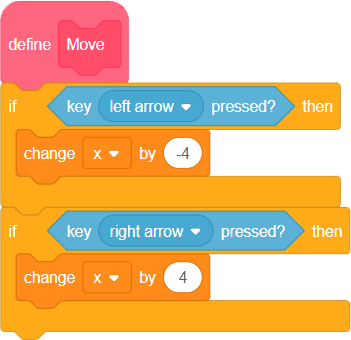 define Move
if key left arrow pressed? then
change x by -4
if key right arrow pressed? then
change x by 4